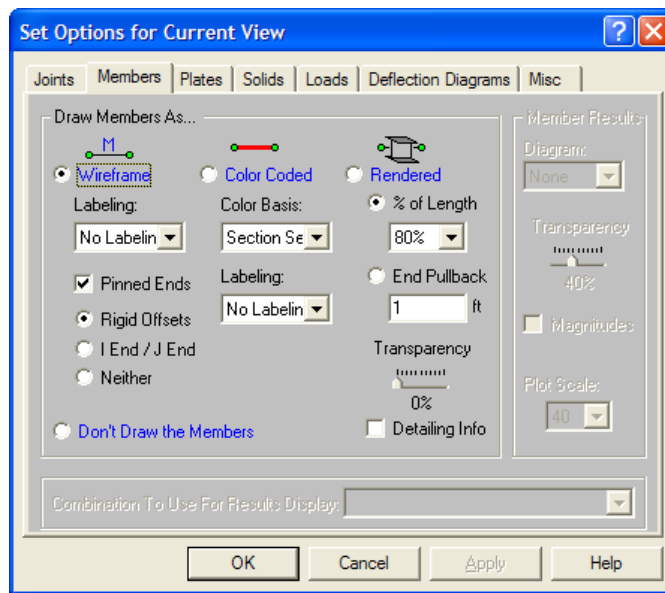 Set Options for Current View
Joints Members Plates Solids Loads Deflection Diagrams Misc
Draw Members As...
M
Wireframe
Labeling:
No Labelin
Pinned Ends
Rigid Offsets
I End / J End
Neither
Don't Draw the Members
Color Coded
Color Basis:
Section Se
Labeling:
No Labelin
Rendered
% of Length
80%
End Pullback
1 ft
Transparency
0%
Detailing Info
Member Results
Diagram:
None
Transparency
40%
Magnitudes
Plot Scale:
40
Combination To Use For Results Display:
OK Cancel Apply Help